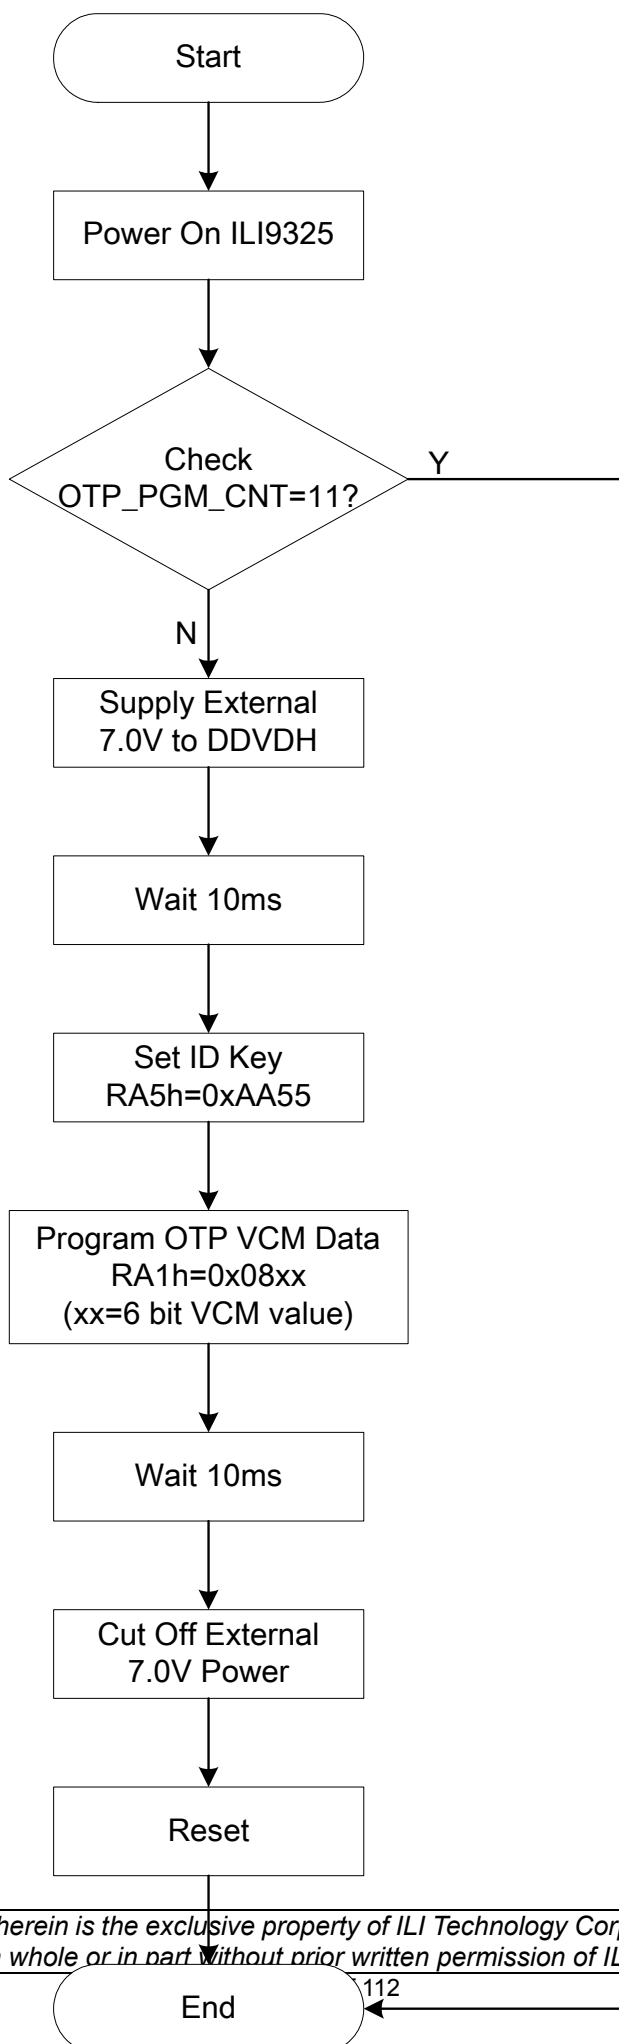 Start
Power On ILI9325
Check
OTP_PGM_CNT=11?
Y
N
Supply External
7.0V to DDVDH
Wait 10ms
Set ID Key
RA5h=0xAA55
Program OTP VCM Data
RA1h=0x08xx
(xx=6 bit VCM value)
Wait 10ms
Cut Off External
7.0V Power
Reset
herein is the exclusive property of ILI Technology Corp
whole or in part without prior written permission of IL
112
End